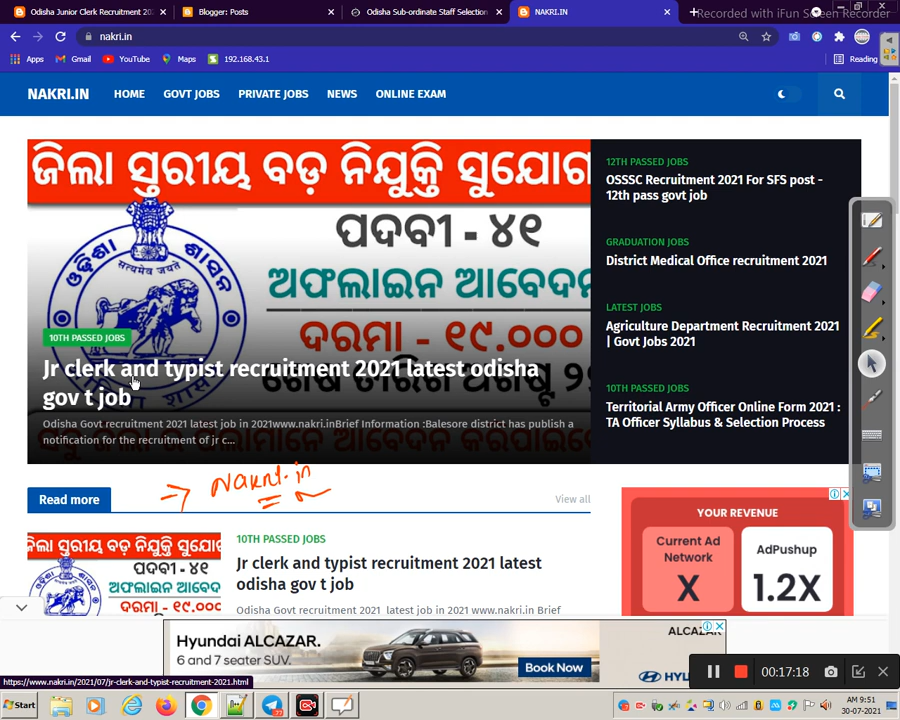 Odisha Junior Clerk Recruitment 202
Blogger: Posts
Odisha Sub-ordinate Staff Selection
NAKRI.IN
Recorded with iFun Screen Recorder
nakri.in
Apps
Gmail
YouTube
Maps
192.168.43.1
Reading
NAKRI.IN
HOME
GOVT JOBS
PRIVATE JOBS
NEWS
ONLINE EXAM
ଜିଲା ସ୍ତରୀୟ ବଡ଼ ନିଯୁକ୍ତି ସୁଯୋଗ
ପଦବୀ - ୪୧
ଅଫଲାଇନ ଆବେଦନ
ଦରମା - ୧୯.୦୦୦
ଶେଷ ତାରିଖ ଅଗଷ୍ଟ
10TH PASSED JOBS
Jr clerk and typist recruitment 2021 latest odisha
gov t job
Odisha Govt recruitment 2021 latest job in 2021www.nakri.inBrief Information :Balesore district has publish a
notification for the recruitment of jr c...
12TH PASSED JOBS
OSSSC Recruitment 2021 For SFS post -
12th pass govt job
GRADUATION JOBS
District Medical Office recruitment 2021
LATEST JOBS
Agriculture Department Recruitment 2021
| Govt Jobs 2021
10TH PASSED JOBS
Territorial Army Officer Online Form 2021 :
TA Officer Syllabus & Selection Process
Read more
Nakri.in
View all
ଜିଲା ସ୍ତରୀୟ ବଡ଼ ନିଯୁକ୍ତି ସୁଯୋଗ
ପଦବୀ - ୪୧
ଅଫଲାଇନ ଆବେଦ
ଦରମା - ୧୯.୦୦
10TH PASSED JOBS
Jr clerk and typist recruitment 2021 latest
odisha gov t job
Odisha Govt recruitment 2021 latest job in 2021 www.nakri.in Brief
YOUR REVENUE
Current Ad
Network
X
AdPushup
1.2X
Hyundai ALCAZAR.
6 and 7 seater SUV.
Book Now
ALCAZAR
HYU
00:17:18
https://www.nakri.in/2021/07/jr-clerk-and-typist-recruitment-2021.html
Start
AM 9:51
30-07-2021